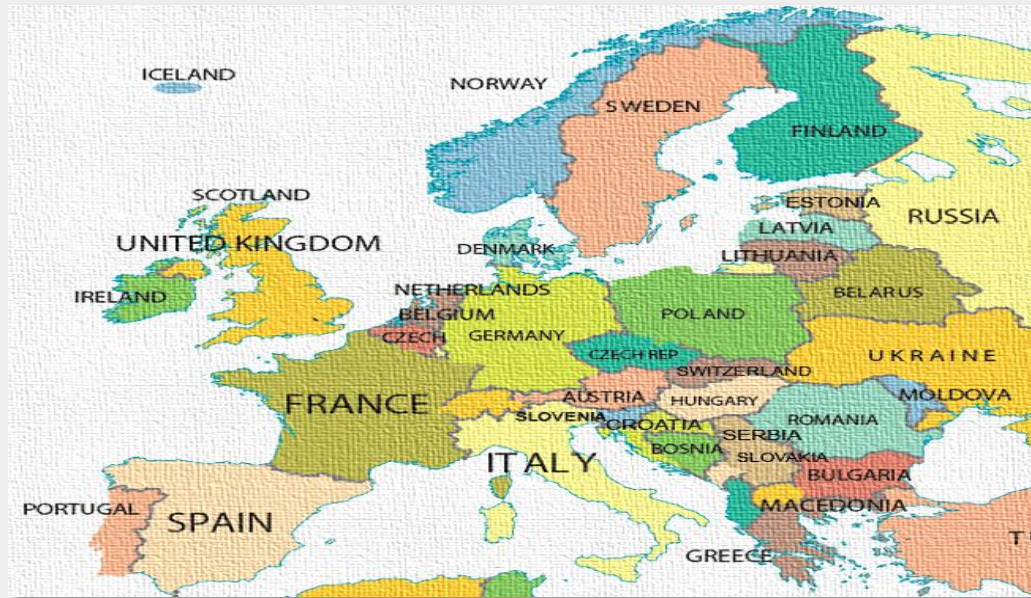 ICELAND
NORWAY
SWEDEN
FINLAND
SCOTLAND
ESTONIA
RUSSIA
LATVIA
UNITED KINGDOM
DENMARK
LITHUANIA
IRELAND
NETHERLANDS
BELARUS
BELGIUM
POLAND
CZECH
GERMANY
CZECH REP
UKRAINE
SWITZERLAND
AUSTRIA
MOLDOVA
FRANCE
HUNGARY
SLOVENIA
ROMANIA
CROATIA
SERBIA
BOSNIA
SLOVAKIA
ITALY
BULGARIA
MACEDONIA
PORTUGAL
SPAIN
T
GREECE